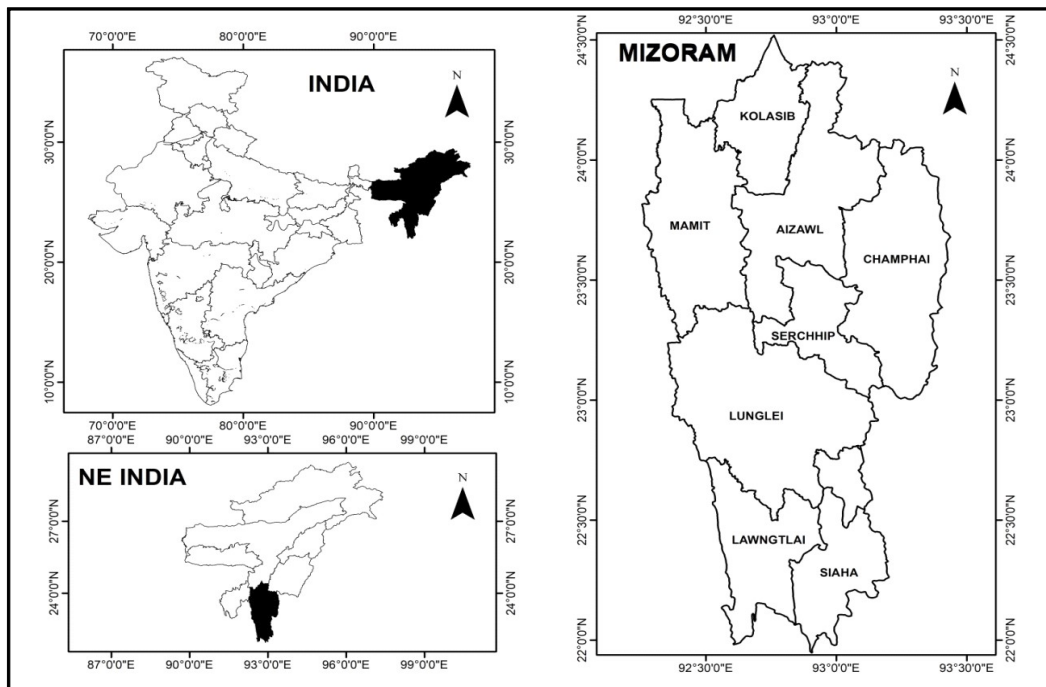 70°0'0"E 80°0'0"E 90°0'0"E
INDIA
N
30°0'0"N
20°0'0"N
10°0'0"N
30°0'0"N
20°0'0"N
10°0'0"N
70°0'0"E 80°0'0"E 90°0'0"E
87°0'0"E 90°0'0"E 93°0'0"E 96°0'0"E 99°0'0"E
NE INDIA
N
27°0'0"N
24°0'0"N
27°0'0"N
24°0'0"N
87°0'0"E 90°0'0"E 93°0'0"E 96°0'0"E 99°0'0"E
92°30'0"E 93°0'0"E 93°30'0"E
MIZORAM
N
24°30'0"N
24°0'0"N
23°30'0"N
23°0'0"N
22°30'0"N
22°0'0"N
KOLASIB
MAMIT
AIZAWL
CHAMPHAI
SERCHHIP
LUNGLEI
LAWNGTLAI
SIAHA
24°30'0"N
24°0'0"N
23°30'0"N
23°0'0"N
22°30'0"N
22°0'0"N
92°30'0"E 93°0'0"E 93°30'0"E